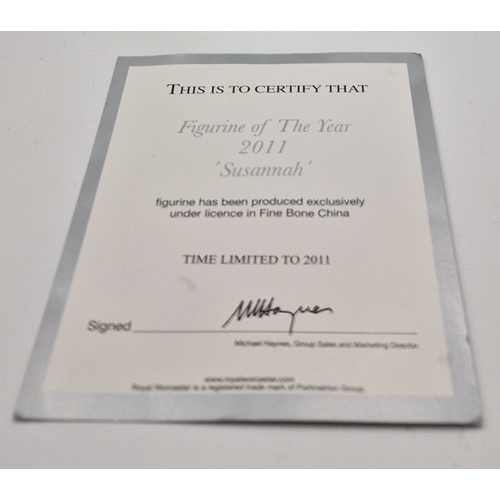 THIS IS TO CERTIFY THAT
Figurine of The Year
2011
'Susannah'
figurine has been produced exclusively
under licence in Fine Bone China
TIME LIMITED TO 2011
Signed
MHaynes
Michael Haynes, Group Sales and Marketing Director
www.royalworcester.com
Royal Worcester is a registered trade mark of Portmeirion Group.